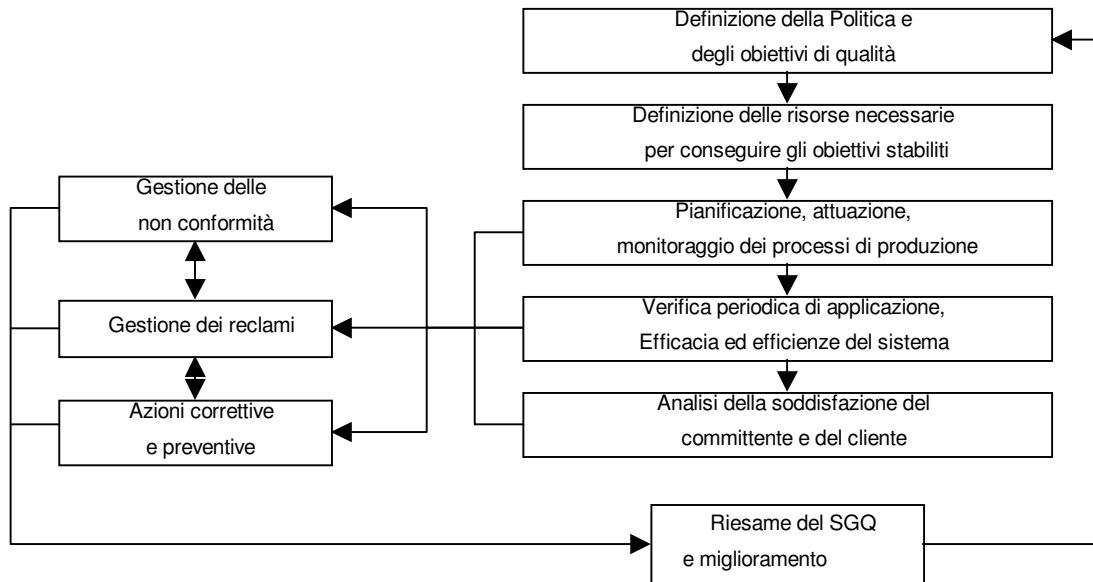 Definizione della Politica e
degli obiettivi di qualità
Definizione delle risorse necessarie
per conseguire gli obiettivi stabiliti
Pianificazione, attuazione,
monitoraggio dei processi di produzione
Verifica periodica di applicazione,
Efficacia ed efficienze del sistema
Analisi della soddisfazione del
committente e del cliente
Gestione delle
non conformità
Gestione dei reclami
Azioni correttive
e preventive
Riesame del SGQ
e miglioramento